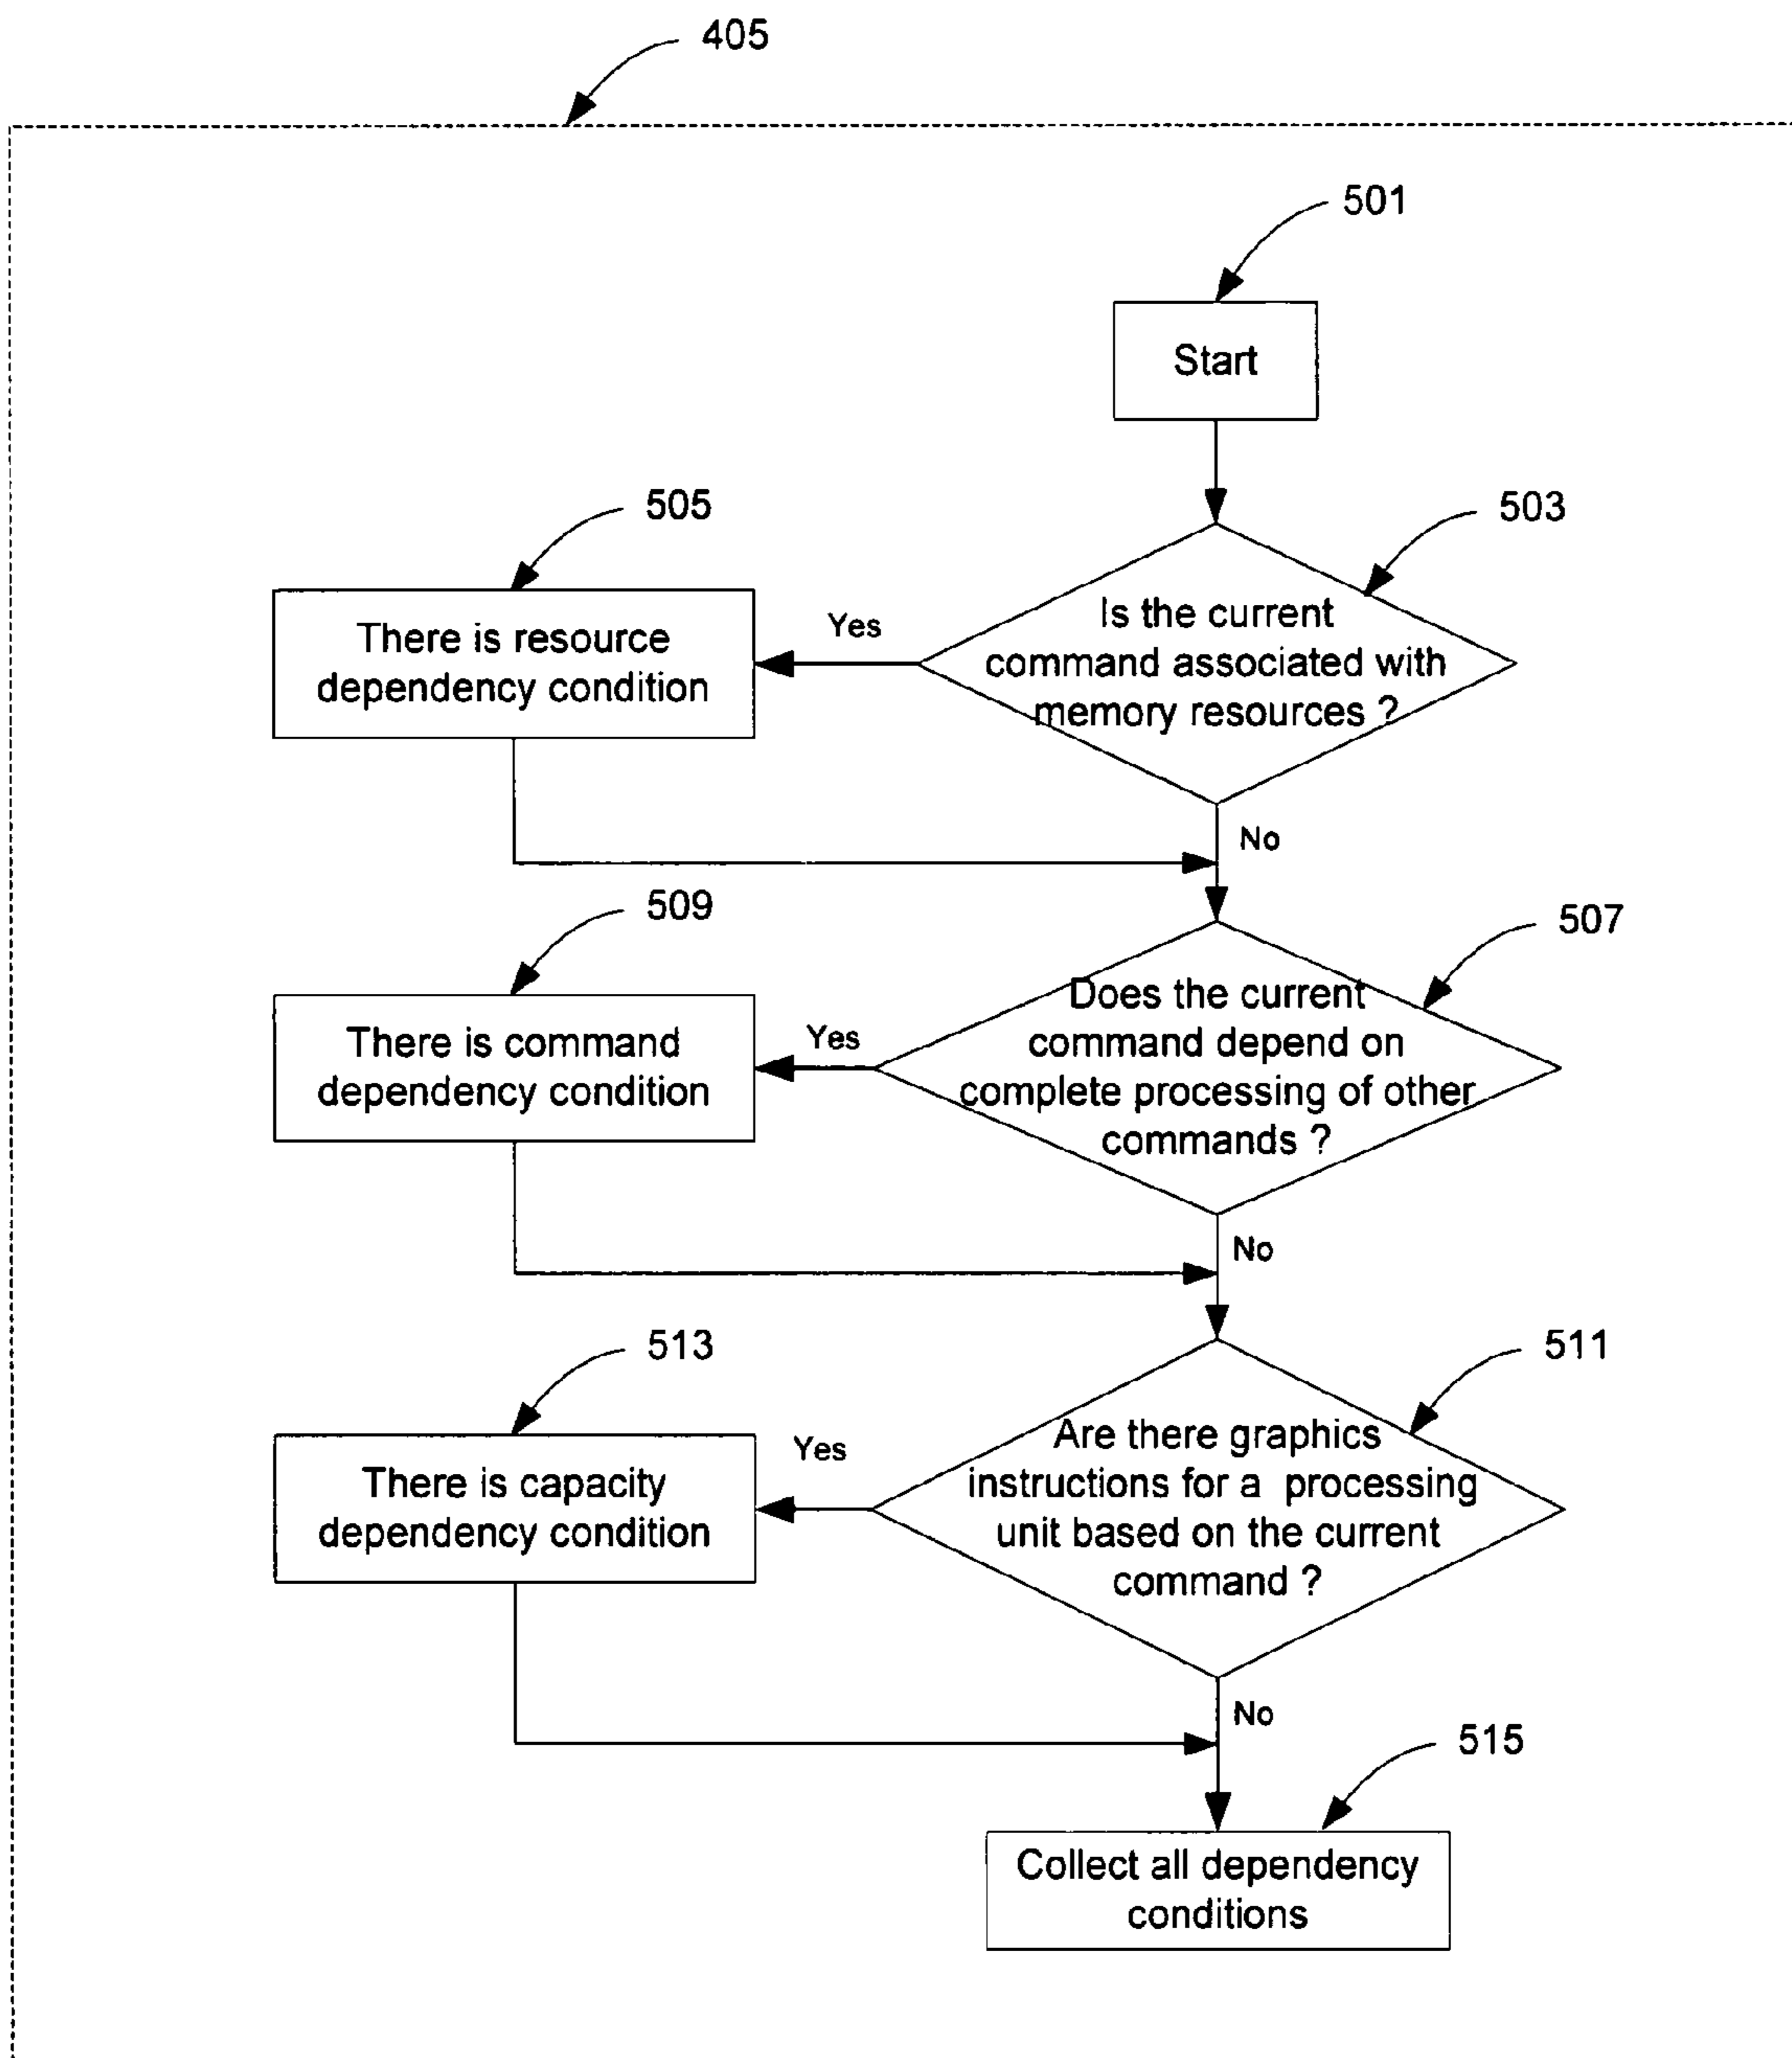 405
501
Start
505
503
There is resource
dependency condition
Yes
Is the current
command associated with
memory resources ?
No
509
507
There is command
dependency condition
Yes
Does the current
command depend on
complete processing of other
commands ?
No
513
511
There is capacity
dependency condition
Yes
Are there graphics
instructions for a processing
unit based on the current
command ?
No
515
Collect all dependency
conditions